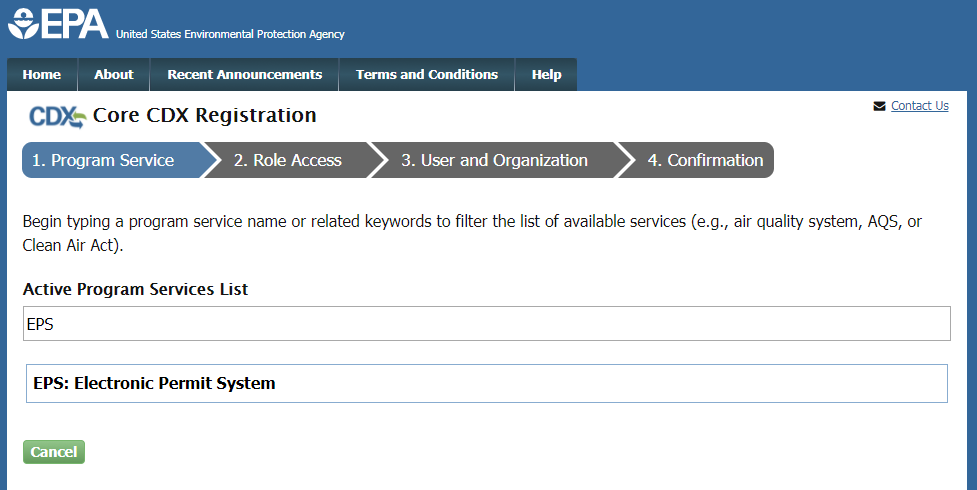 EPA United States Environmental Protection Agency
Home About Recent Announcements Terms and Conditions Help
CDX Core CDX Registration
Contact Us
1. Program Service 2. Role Access 3. User and Organization 4. Confirmation
Begin typing a program service name or related keywords to filter the list of available services (e.g., air quality system, AQS, or
Clean Air Act).
Active Program Services List
EPS
EPS: Electronic Permit System
Cancel